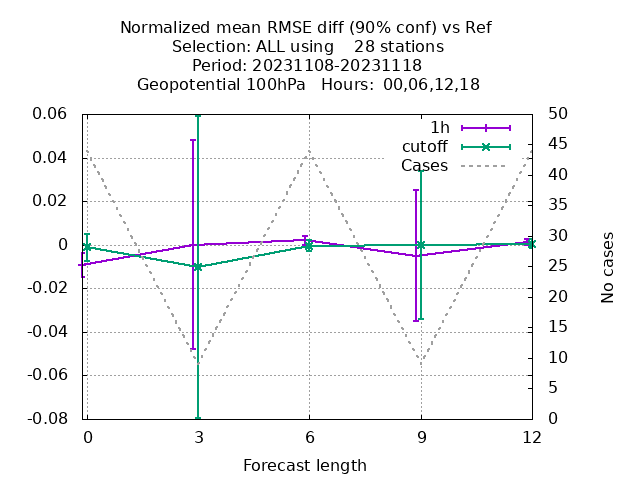 Normalized mean RMSE diff (90% conf) vs Ref
Selection: ALL using    28 stations
Period: 20231108-20231118
Geopotential 100hPa   Hours: 00,06,12,18
0.06
0.04
0.02
0
-0.02
-0.04
-0.06
-0.08
50
45
40
35
30
25
20
15
10
5
0
1h
cutoff
Cases
No cases
0
3
6
9
12
Forecast length